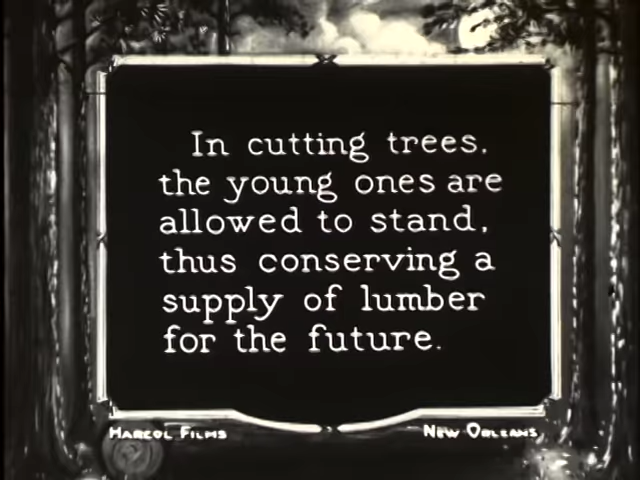 In cutting trees,
the young ones are
allowed to stand,
thus conserving a
supply of lumber
for the future.
Harcol Films
New Orleans